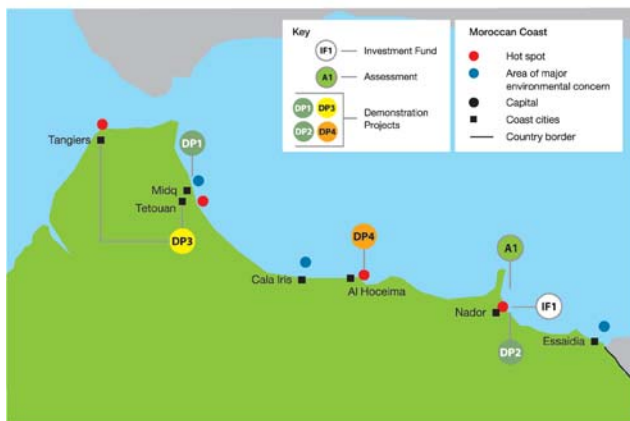 Key
IF1
Investment Fund
A1
Assessment
DP1
DP3
DP2
DP4
Demonstration
Projects
Moroccan Coast
Hot spot
Area of major
environmental concern
Capital
Coast cities
Country border
Tangiers
DP1
Midq
Tetouan
DP3
Cala Iris
DP4
Al Hoceima
A1
Nador
IF1
DP2
Essaidia